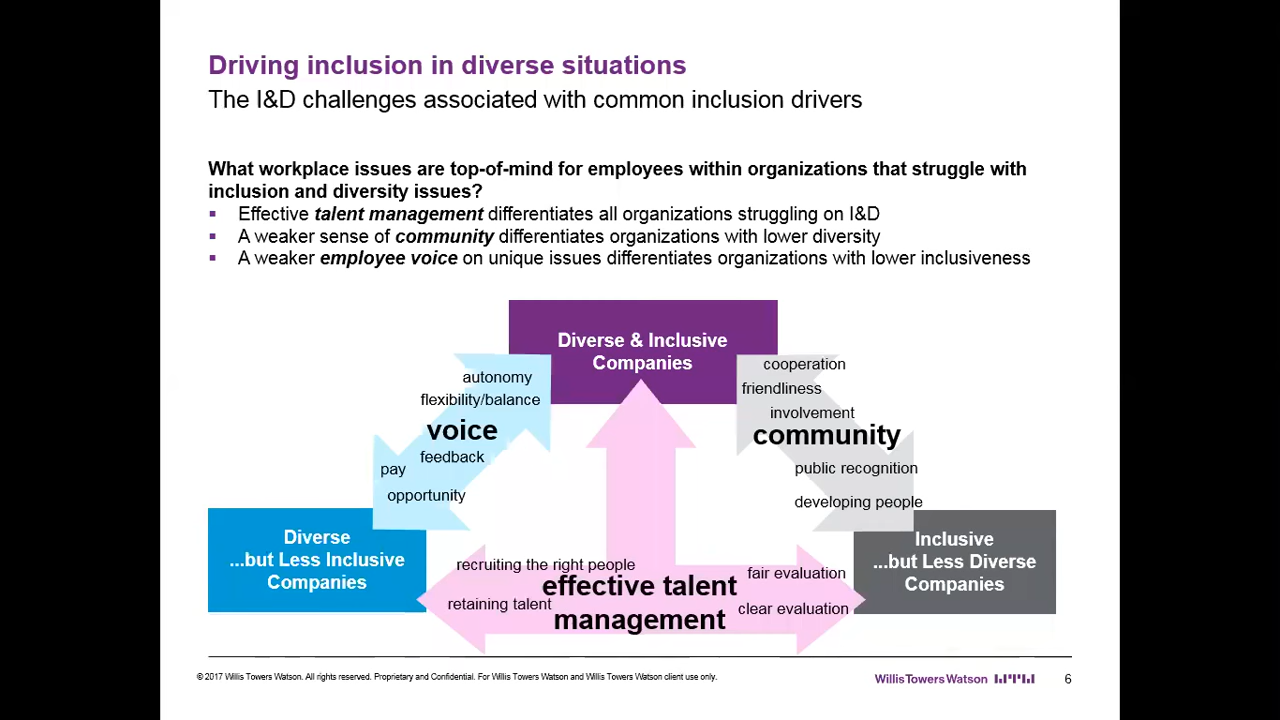 Driving inclusion in diverse situations
The I&D challenges associated with common inclusion drivers
What workplace issues are top-of-mind for employees within organizations that struggle with
inclusion and diversity issues?
▪ Effective talent management differentiates all organizations struggling on I&D
▪ A weaker sense of community differentiates organizations with lower diversity
▪ A weaker employee voice on unique issues differentiates organizations with lower inclusiveness
Diverse & Inclusive
Companies
autonomy
flexibility/balance
voice
feedback
pay
opportunity
cooperation
friendliness
involvement
community
public recognition
developing people
Diverse
...but Less Inclusive
Companies
Inclusive
...but Less Diverse
Companies
recruiting the right people
retaining talent
effective talent
management
fair evaluation
clear evaluation
© 2017 Willis Towers Watson. All rights reserved. Proprietary and Confidential. For Willis Towers Watson and Willis Towers Watson client use only.
WillisTowersWatson
6